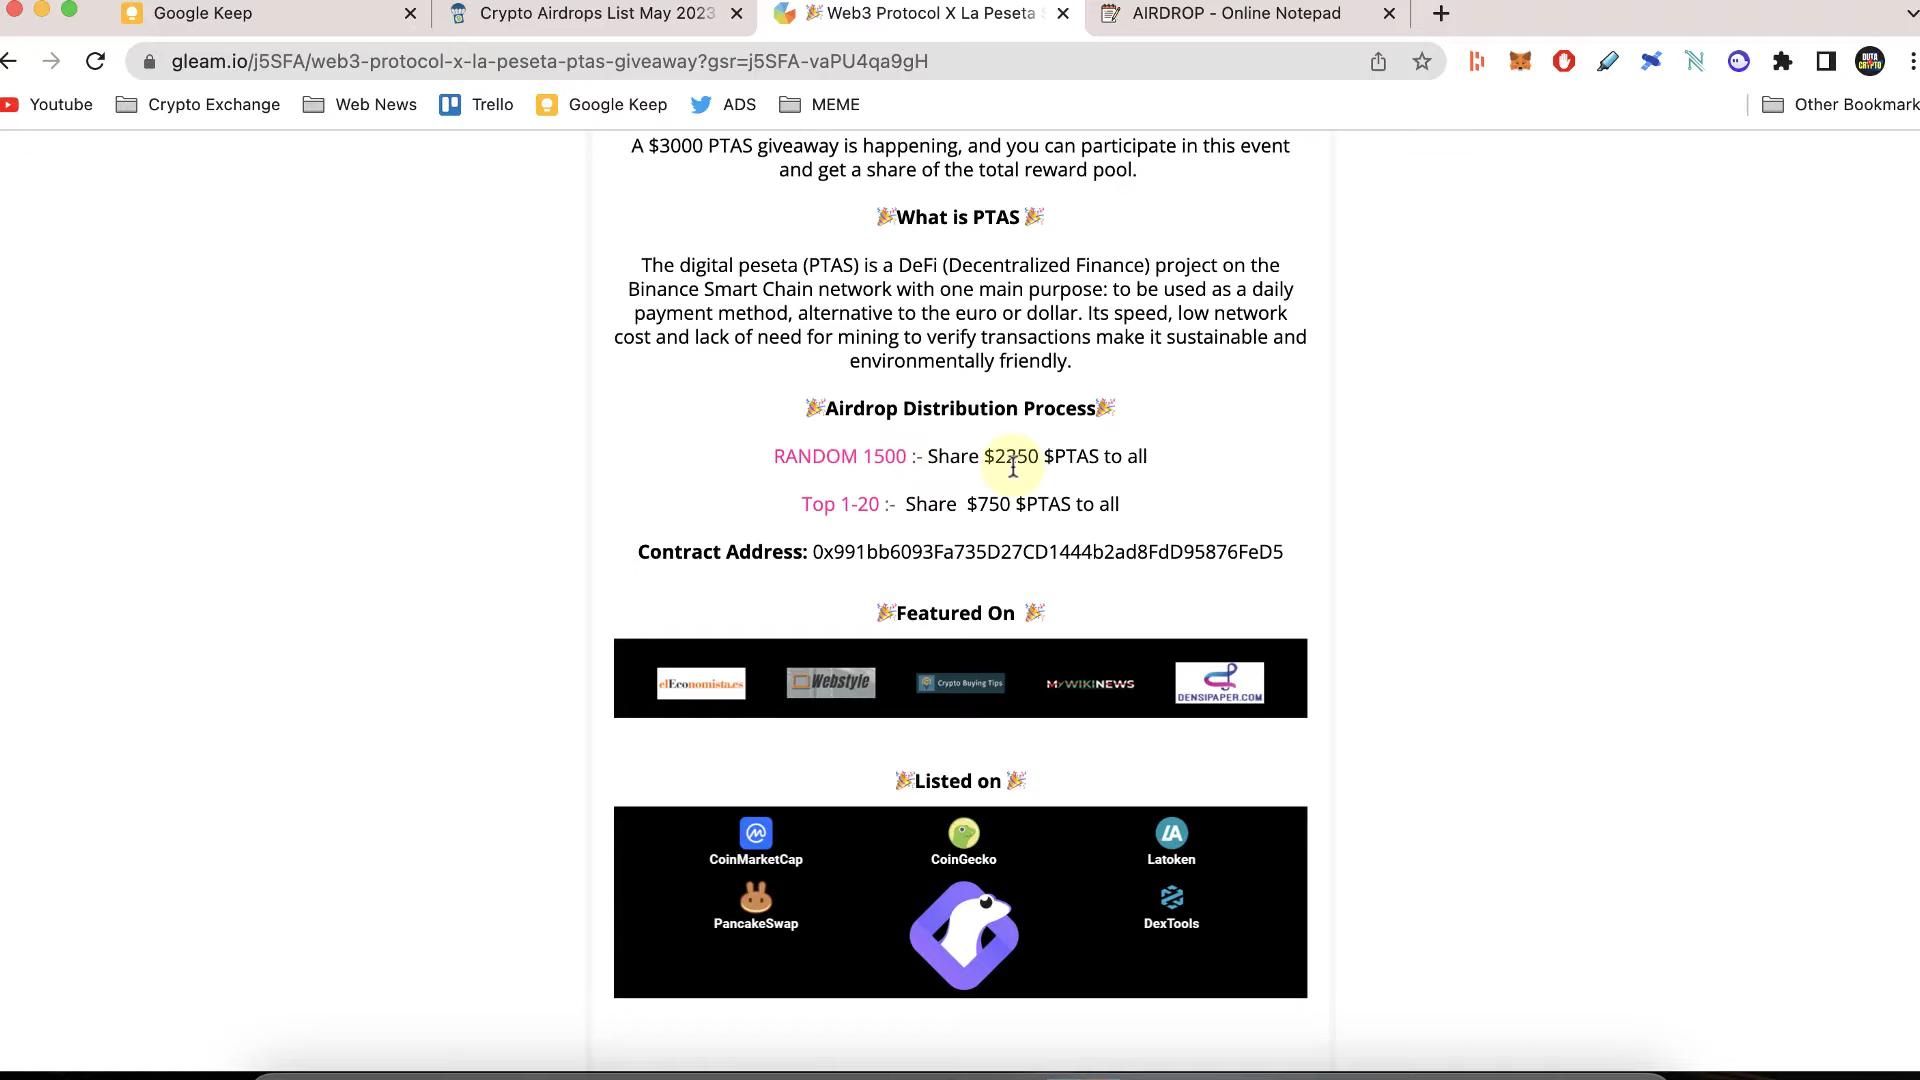 Google Keep
Crypto Airdrops List May 2023
Web3 Protocol X La Peseta
AIRDROP - Online Notepad
gleam.io/j5SFA/web3-protocol-x-la-peseta-ptas-giveaway?gsr=j5SFA-vaPU4qa9gH
Youtube
Crypto Exchange
Web News
Trello
Google Keep
ADS
MEME
Other Bookmark
A $3000 PTAS giveaway is happening, and you can participate in this event
and get a share of the total reward pool.
🎉What is PTAS 🎉
The digital peseta (PTAS) is a DeFi (Decentralized Finance) project on the
Binance Smart Chain network with one main purpose: to be used as a daily
payment method, alternative to the euro or dollar. Its speed, low network
cost and lack of need for mining to verify transactions make it sustainable and
environmentally friendly.
🎉Airdrop Distribution Process🎉
RANDOM 1500 :- Share $2250 $PTAS to all
Top 1-20 :- Share $750 $PTAS to all
Contract Address: 0x991bb6093Fa735D27CD1444b2ad8FdD95876FeD5
🎉Featured On 🎉
elEconomista.es
Webstyle
Crypto Buying Tips
MyWIKINEWS
DENSIPAPER.COM
🎉Listed on 🎉
CoinMarketCap
CoinGecko
Latoken
PancakeSwap
DexTools